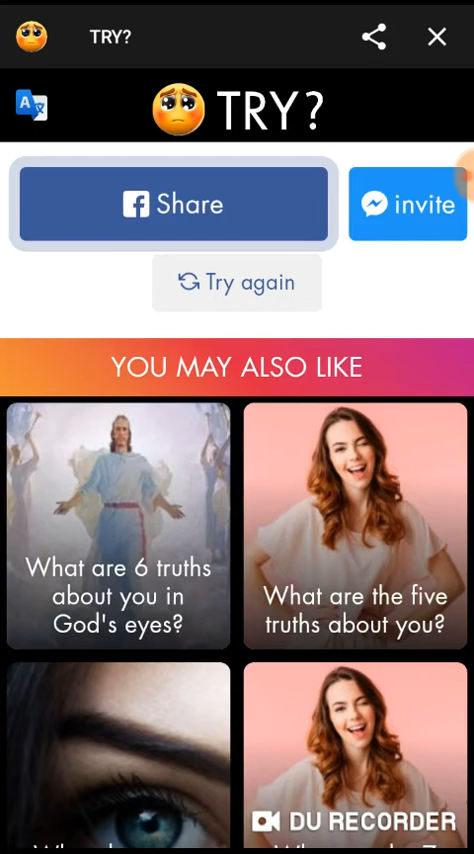 TRY?
TRY?
Share
invite
Try again
YOU MAY ALSO LIKE
What are 6 truths
about you in
God's eyes?
What are the five
truths about you?
DU RECORDER